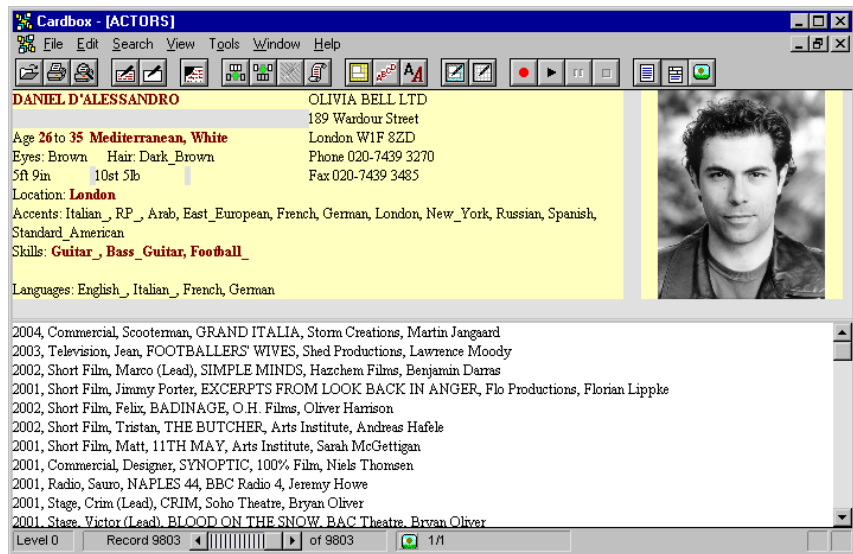 Cardbox - [ACTORS]
File Edit Search View Tools Window Help
DANIEL D'ALESSANDRO OLIVIA BELL LTD
189 Wardour Street
Age 26 to 35 Mediterranean, White London W1F 8ZD
Eyes: Brown Hair: Dark_Brown Phone 020-7439 3270
5ft 9in 10st 5lb Fax 020-7439 3485
Location: London
Accents: Italian_, RP_, Arab, East_European, French, German, London, New_York, Russian, Spanish,
Standard_American
Skills: Guitar_, Bass_Guitar, Football_
Languages: English_, Italian_, French, German
2004, Commercial, Scooterman, GRAND ITALIA, Storm Creations, Martin Jangaard
2003, Television, Jean, FOOTBALLERS' WIVES, Shed Productions, Lawrence Moody
2002, Short Film, Marco (Lead), SIMPLE MINDS, Hazchem Films, Benjamin Darras
2001, Short Film, Jimmy Porter, EXCERPTS FROM LOOK BACK IN ANGER, Flo Productions, Florian Lippke
2002, Short Film, Felix, BADINAGE, O.H. Films, Oliver Harrison
2002, Short Film, Tristan, THE BUTCHER, Arts Institute, Andreas Hafele
2001, Short Film, Matt, 11TH MAY, Arts Institute, Sarah McGettigan
2001, Commercial, Designer, SYNOPTIC, 100% Film, Niels Thomsen
2001, Radio, Sauro, NAPLES 44, BBC Radio 4, Jeremy Howe
2001, Stage, Crim (Lead), CRIM, Soho Theatre, Bryan Oliver
2001, Stage, Victor (Lead), BLOOD ON THE SNOW, BAC Theatre, Bryan Oliver
Level 0 Record 9803 of 9803 1/1